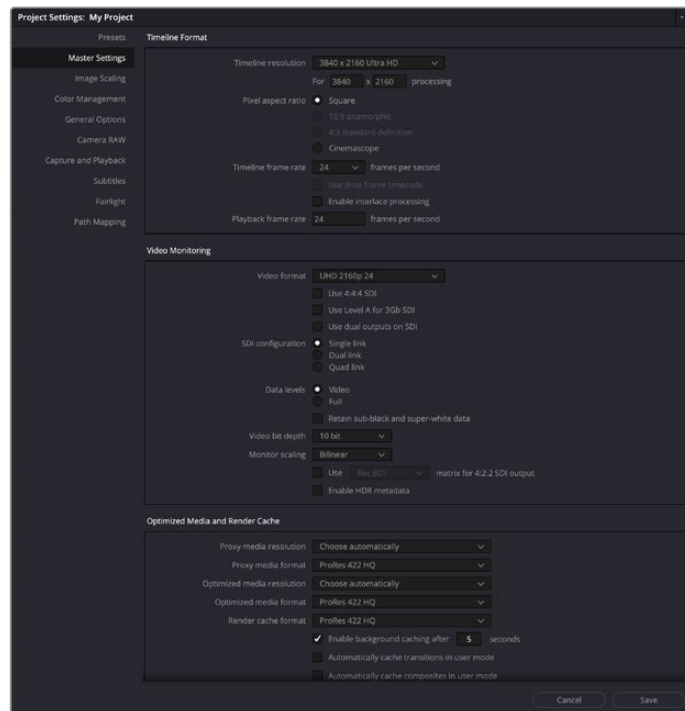 Project Settings: My Project
Presets
Master Settings
Image Scaling
Color Management
General Options
Camera RAW
Capture and Playback
Subtitles
Fairlight
Path Mapping
Timeline Format
Timeline resolution 3840 x 2160 Ultra HD
For 3840 x 2160 processing
Pixel aspect ratio Square
16:9 anamorphic
4:3 standard definition
Cinemascope
Timeline frame rate 24 frames per second
Use drop frame timecode
Enable interlace processing
Playback frame rate 24 frames per second
Video Monitoring
Video format UHD 2160p 24
Use 4:4:4 SDI
Use Level A for 3Gb SDI
Use dual outputs on SDI
SDI configuration Single link
Dual link
Quad link
Data levels Video
Full
Retain sub-black and super-white data
Video bit depth 10 bit
Monitor scaling Bilinear
Use Rec.601 matrix for 4:2:2 SDI output
Enable HDR metadata
Optimized Media and Render Cache
Proxy media resolution Choose automatically
Proxy media format ProRes 422 HQ
Optimized media resolution Choose automatically
Optimized media format ProRes 422 HQ
Render cache format ProRes 422 HQ
Enable background caching after 5 seconds
Automatically cache transitions in user mode
Automatically cache composites in user mode
Cancel Save